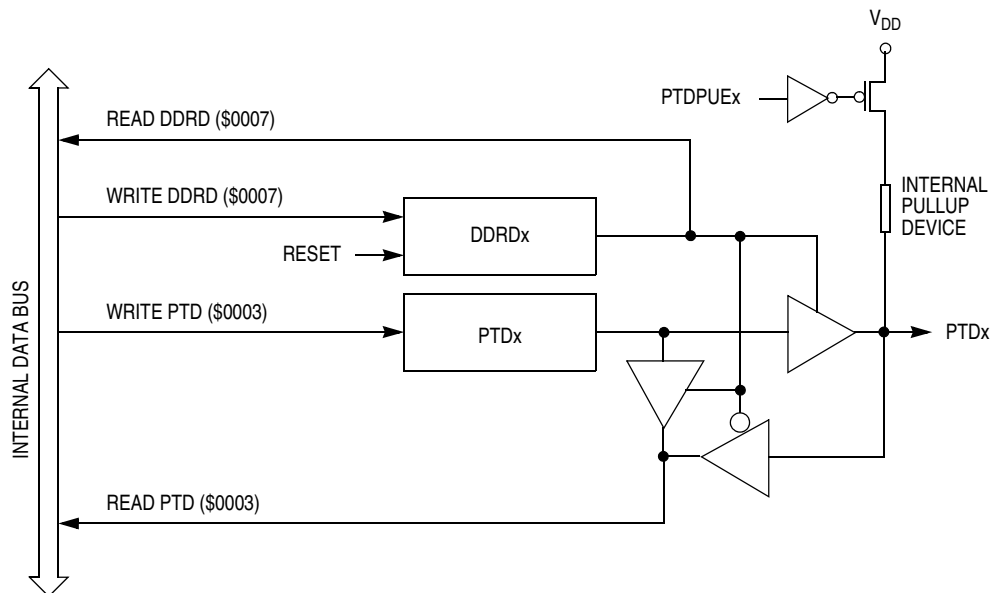 VDD
PTDPUEx
READ DDRD ($0007)
WRITE DDRD ($0007)
INTERNAL
PULLUP
DEVICE
DDRDx
RESET
WRITE PTD ($0003)
PTDx
PTDx
INTERNAL DATA BUS
READ PTD ($0003)